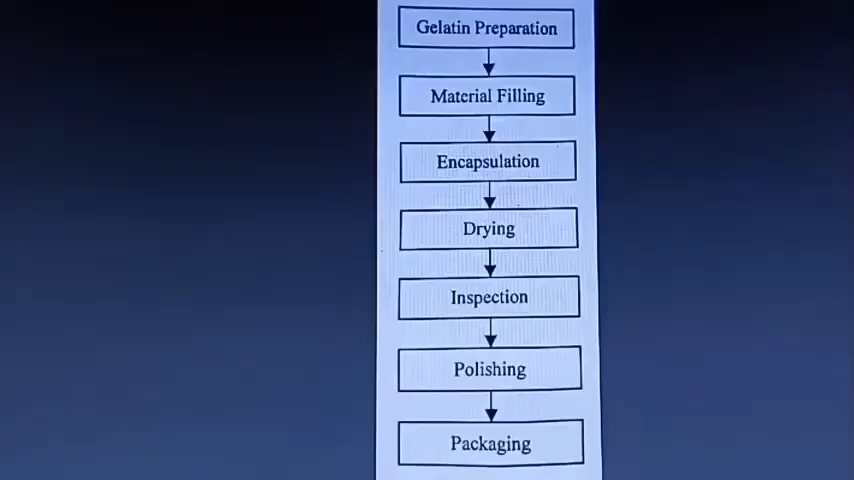 Gelatin Preparation
Material Filling
Encapsulation
Drying
Inspection
Polishing
Packaging